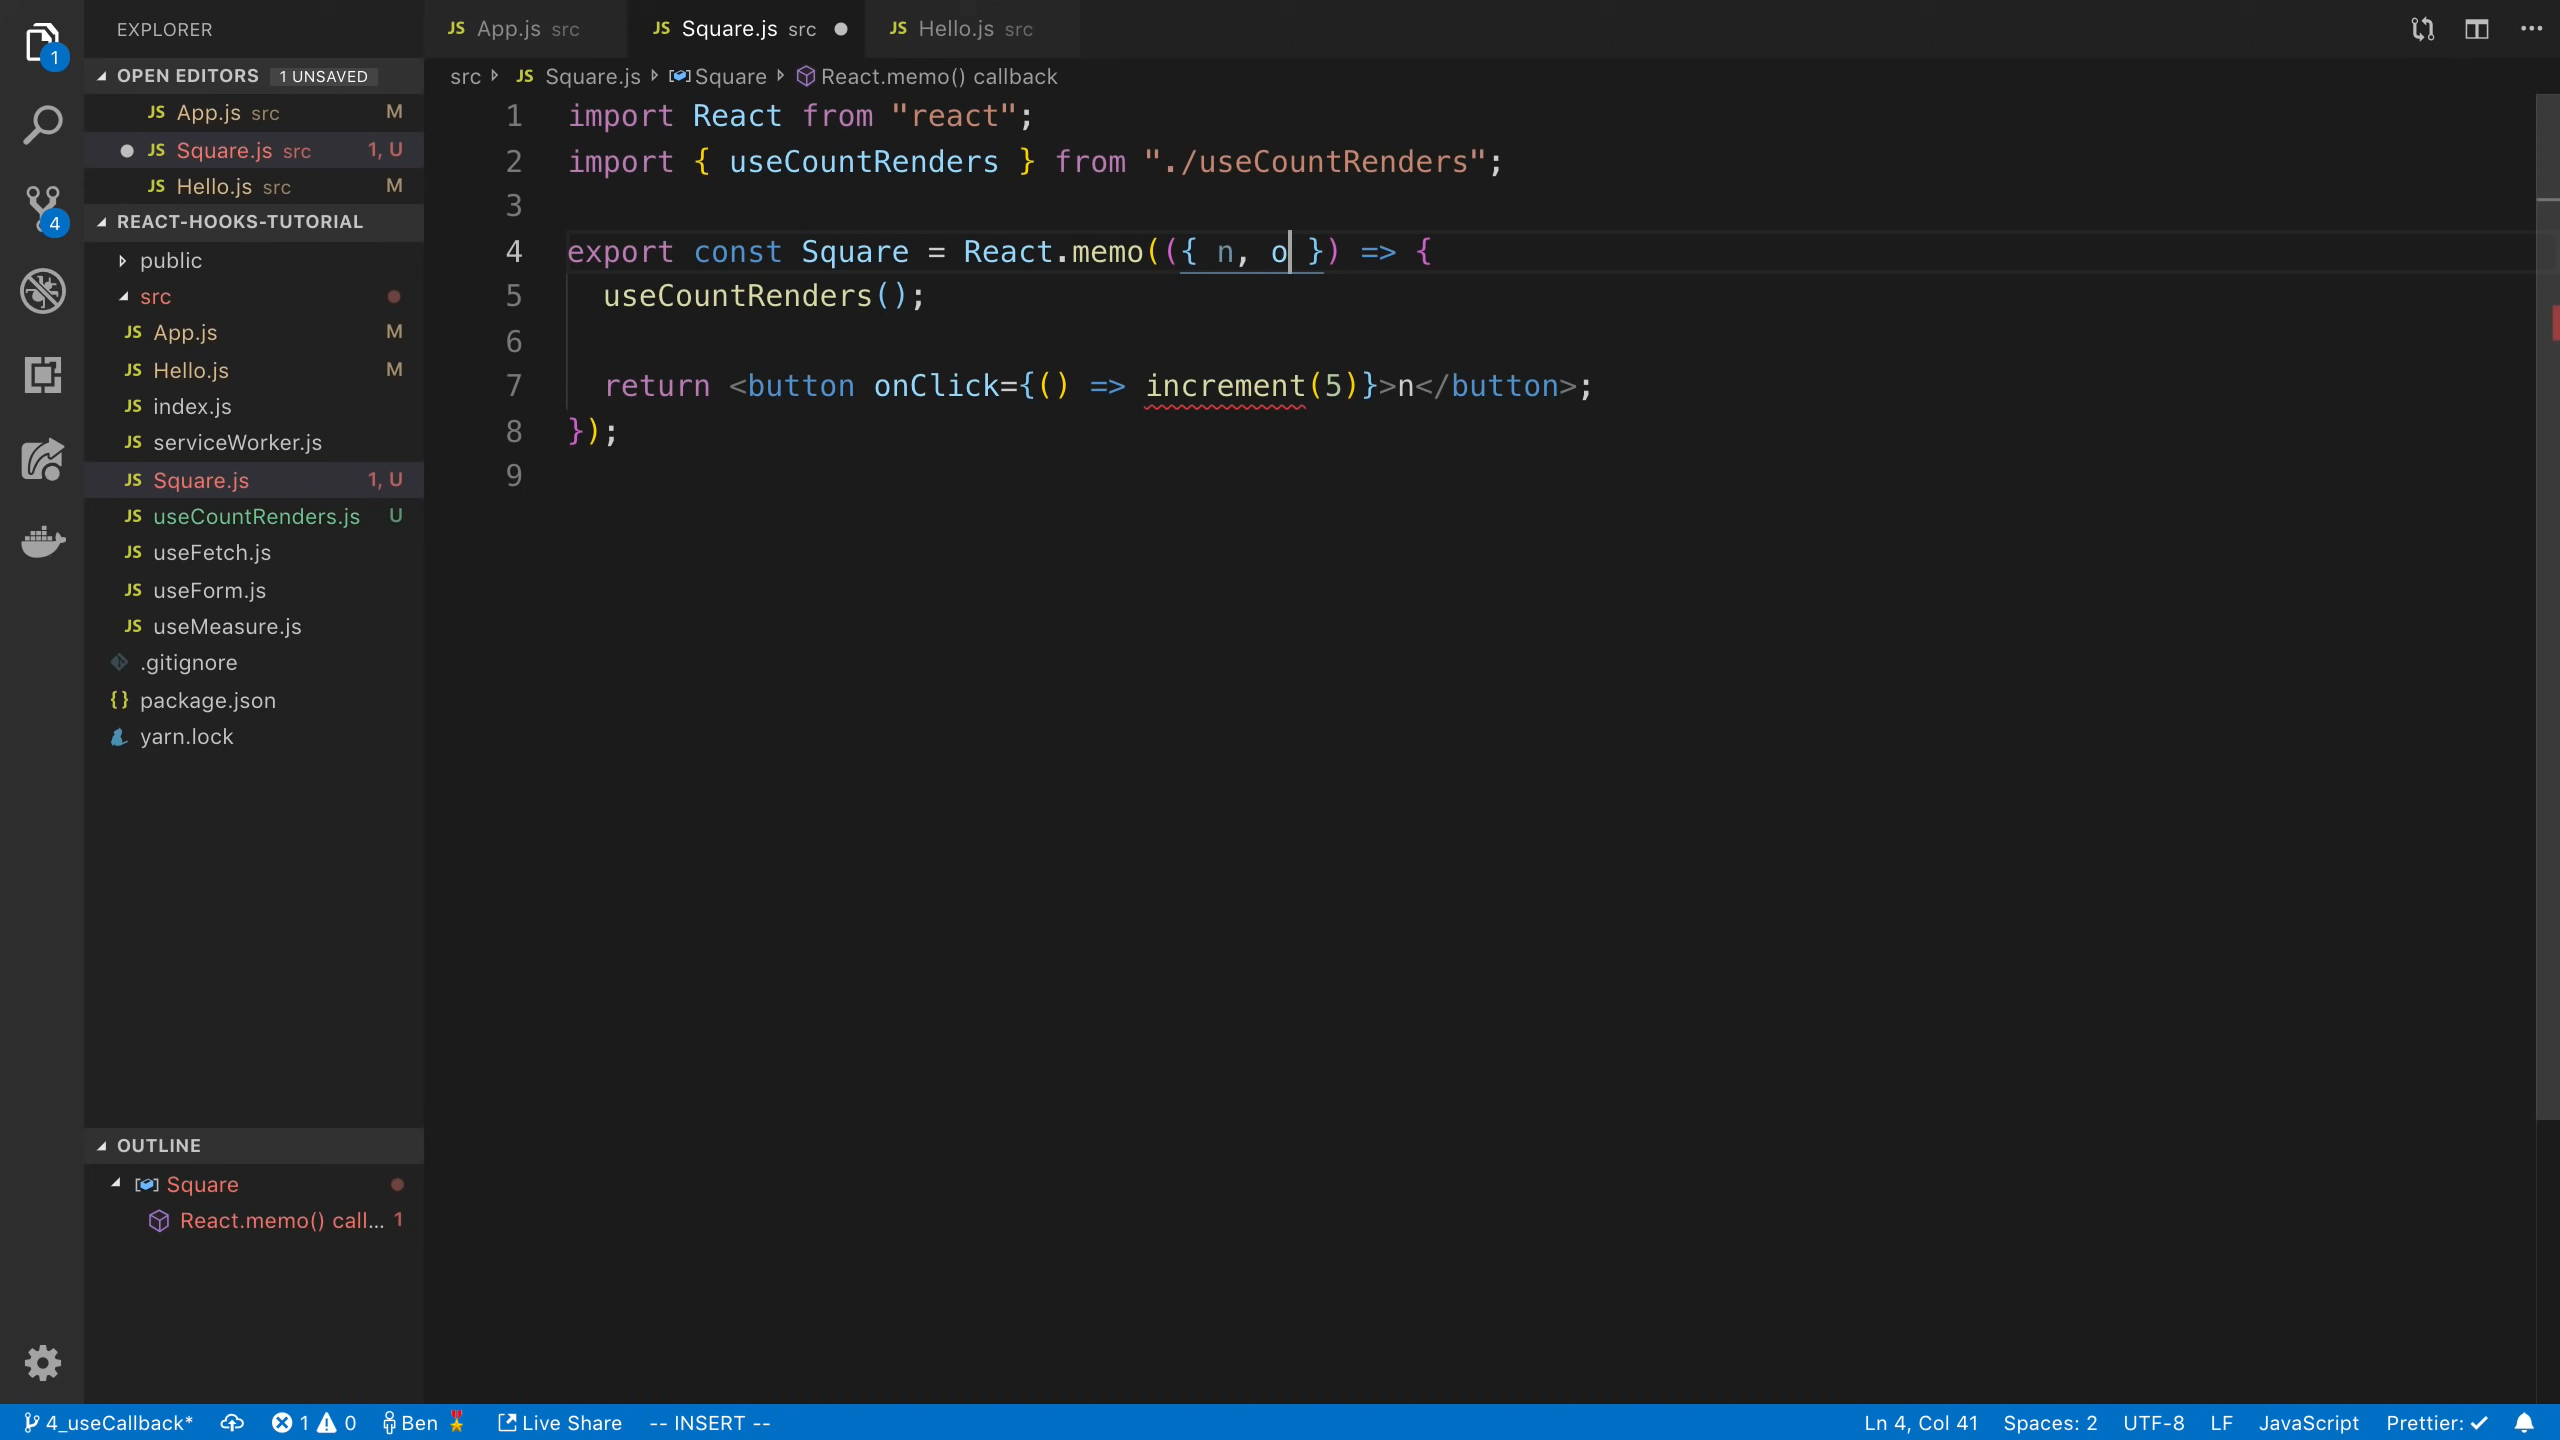 1
4
EXPLORER
OPEN EDITORS 1 UNSAVED
JS App.js src M
JS Square.js src 1, U
JS Hello.js src M
REACT-HOOKS-TUTORIAL
public
src
JS App.js M
JS Hello.js M
JS index.js
JS serviceWorker.js
JS Square.js 1, U
JS useCountRenders.js U
JS useFetch.js
JS useForm.js
JS useMeasure.js
.gitignore
{} package.json
yarn.lock
OUTLINE
Square
React.memo() call... 1
JS App.js src JS Square.js src JS Hello.js src
src JS Square.js Square React.memo() callback
1 import React from "react";
2 import { useCountRenders } from "./useCountRenders";
3
4 export const Square = React.memo(({ n, o }) => {
5 useCountRenders();
6
7 return <button onClick={() => increment(5)}>n</button>;
8 });
9
4_useCallback* 1 0 Ben Live Share -- INSERT -- Ln 4, Col 41 Spaces: 2 UTF-8 LF JavaScript Prettier: ✓